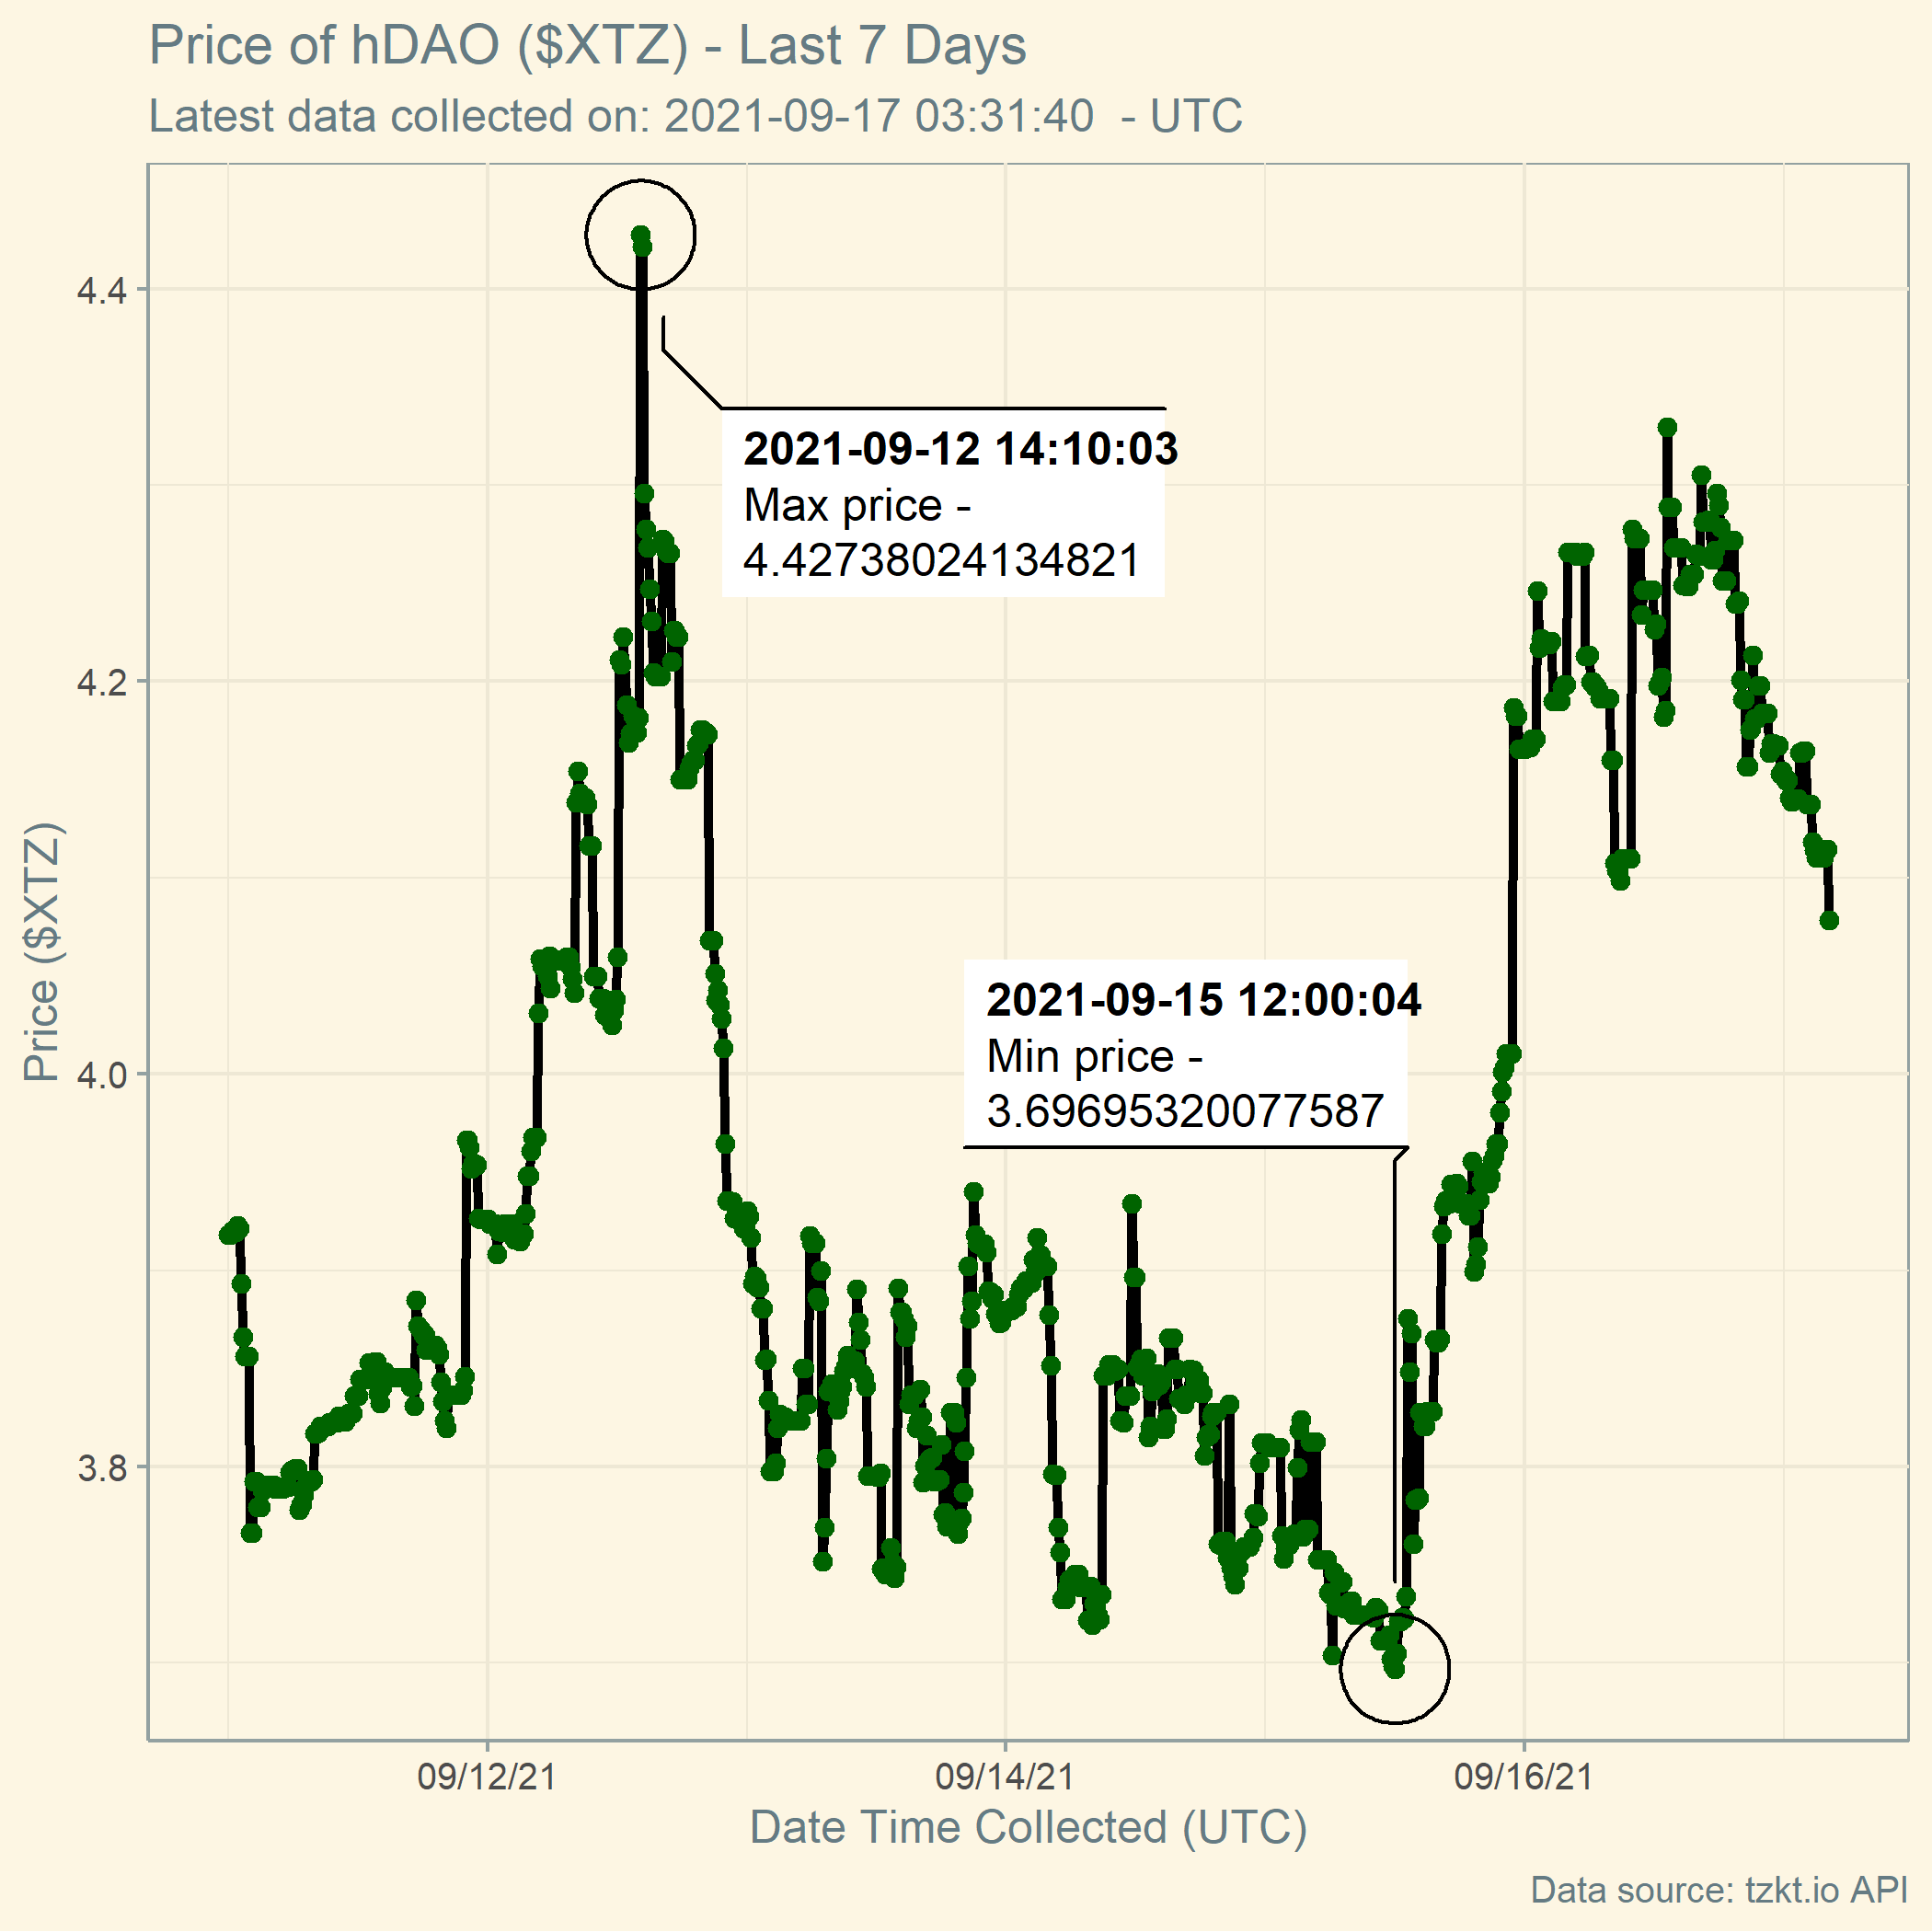 Price of hDAO ($XTZ) - Last 7 Days
Latest data collected on: 2021-09-17 03:31:40  - UTC
4.4
2021-09-12 14:10:03
Max price -
4.42738024134821
4.2
Price ($XTZ)
2021-09-15 12:00:04
Min price -
3.69695320077587
4.0
3.8
09/12/21
09/14/21
09/16/21
Date Time Collected (UTC)
Data source: tzkt.io API